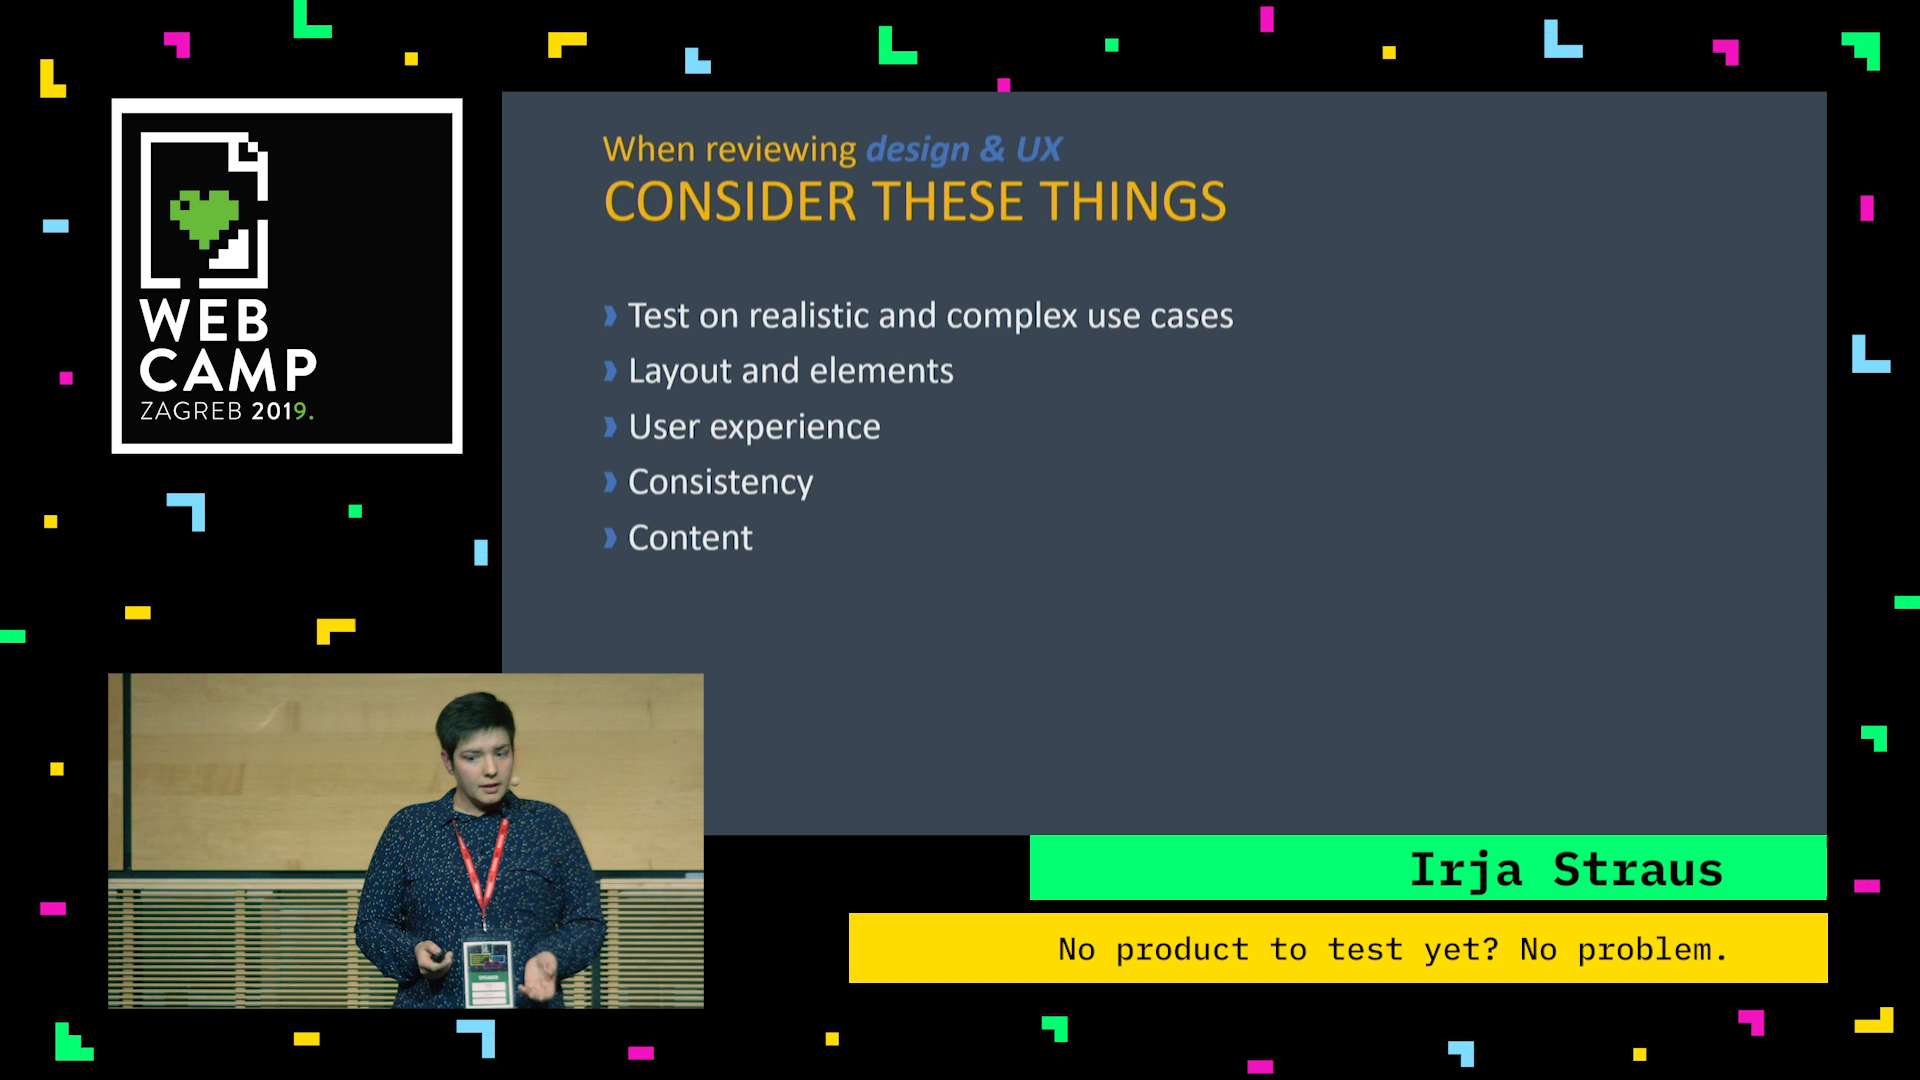 WEB
CAMP
ZAGREB 2019.
When reviewing design & UX
CONSIDER THESE THINGS
Test on realistic and complex use cases
Layout and elements
User experience
Consistency
Content
SPEAKER
Irja Straus
No product to test yet? No problem.